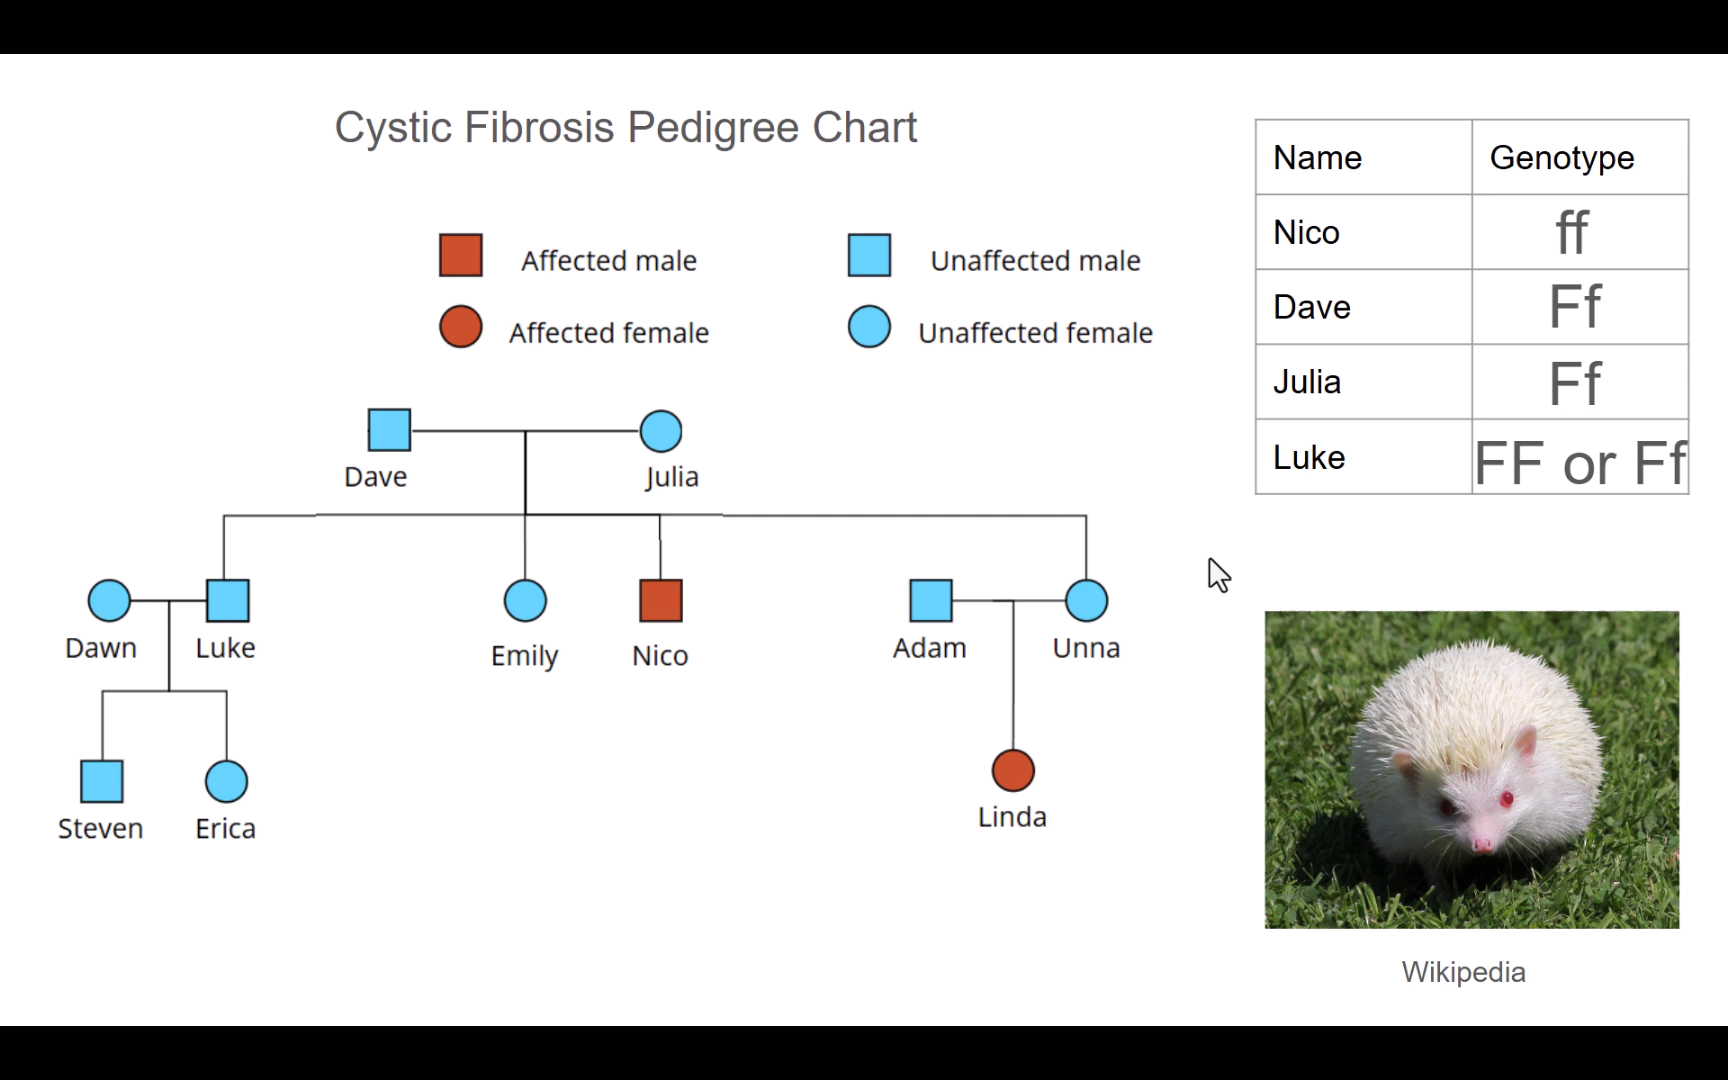 Cystic Fibrosis Pedigree Chart
Affected male
Unaffected male
Affected female
Unaffected female
Dave
Julia
Dawn
Luke
Emily
Nico
Adam
Unna
Steven
Erica
Linda
Name Genotype
Nico ff
Dave Ff
Julia Ff
Luke FF or Ff
Wikipedia